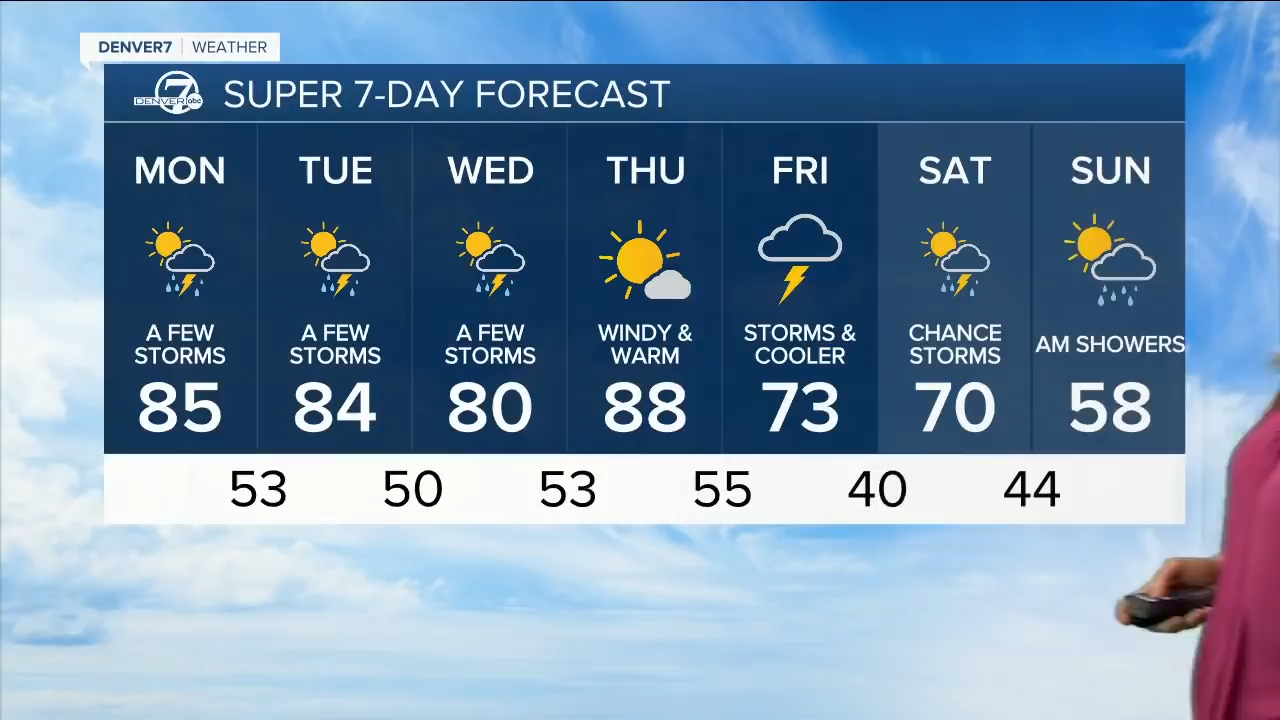 DENVER7 | WEATHER
DENVER 7 abc
SUPER 7-DAY FORECAST
MON TUE WED THU FRI SAT SUN
A FEW STORMS
A FEW STORMS
A FEW STORMS
WINDY & WARM
STORMS & COOLER
CHANCE STORMS
AM SHOWERS
85 84 80 88 73 70 58
53 50 53 55 40 44